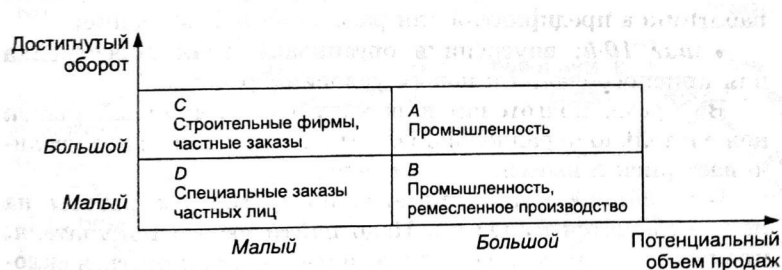 Достигнутый
оборот
C
Строительные фирмы,
частные заказы
A
Промышленность
Большой
D
Специальные заказы
частных лиц
B
Промышленность,
ремесленное производство
Малый
Малый
Большой
Потенциальный
объем продаж